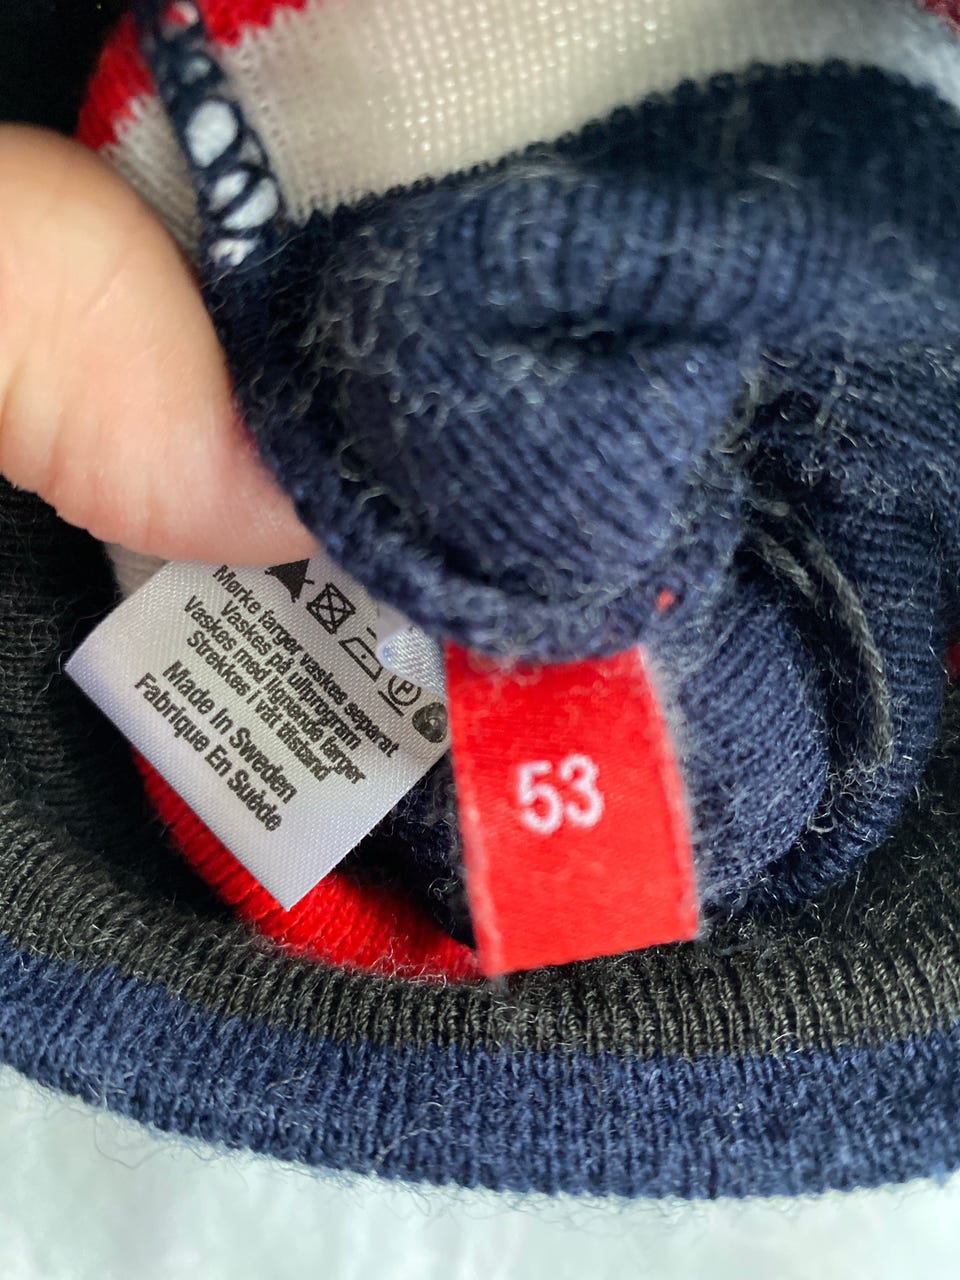 Mørke farger vaskes separat
Vaskes på ullprogram
Vaskes med lignende farger
Strekkes i våt tilstand
Made In Sweden
Fabrique En Suède
P
53